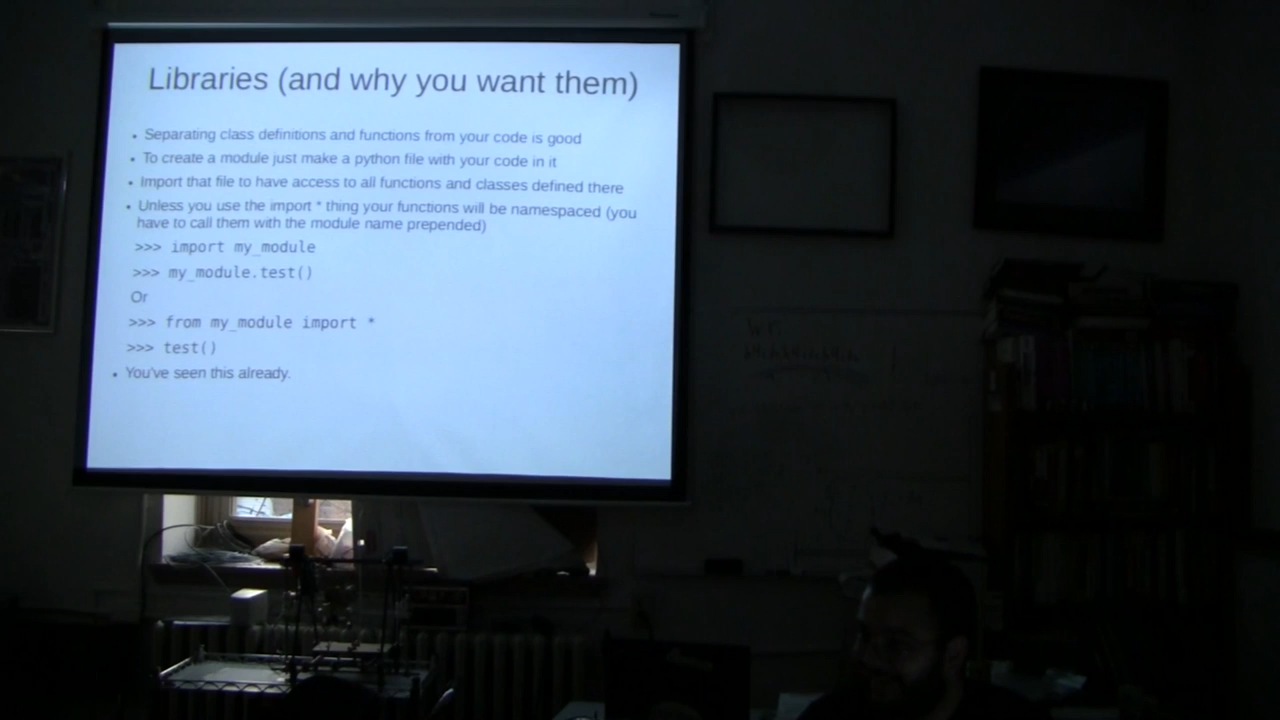 Libraries (and why you want them)
• Separating class definitions and functions from your code is good
• To create a module just make a python file with your code in it
• Import that file to have access to all functions and classes defined there
• Unless you use the import * thing your functions will be namespaced (you
have to call them with the module name prepended)
>>> import my_module
>>> my_module.test()
Or
>>> from my_module import *
>>> test()
• You've seen this already.